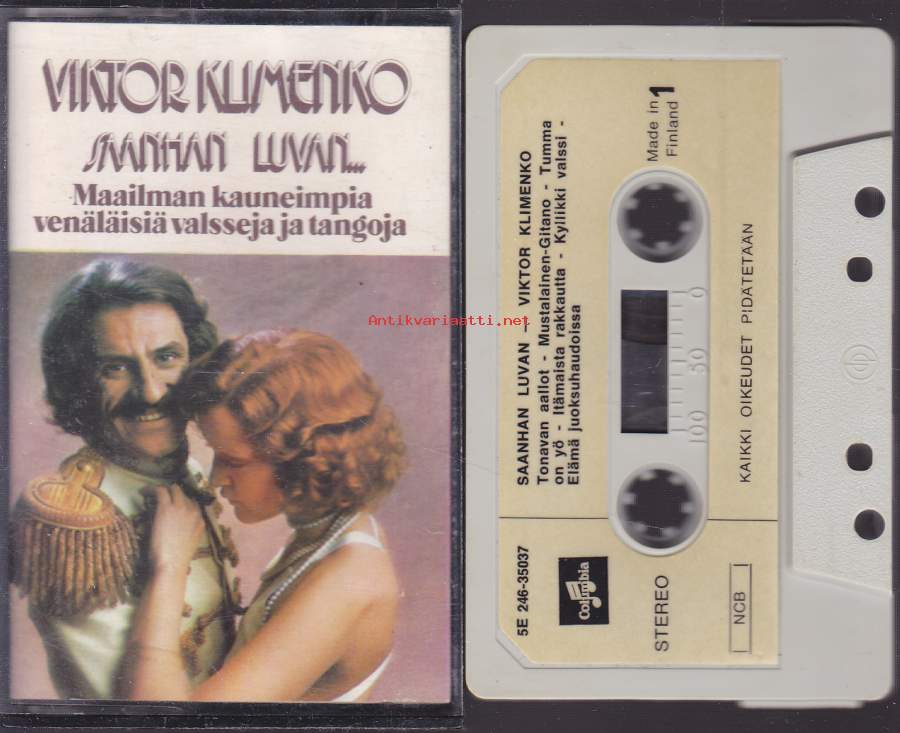 VIKTOR KLIMENKO
SAANHAN LUVAN...
Maailman kauneimpia
venäläisiä valsseja ja tangoja
Antikvariaatti.net
SAANHAN LUVAN — VIKTOR KLIMENKO
Tonavan aallot - Mustalainen-Gitano - Tumma
on yö - Itämaista rakkautta - Kyllikki valssi -
Elämä juoksuhaudoissa
Made in 1
Finland
0
50
100
KAIKKI OIKEUDET PIDÄTETÄÄN
5E 246-35037
Columbia
STEREO
NCB